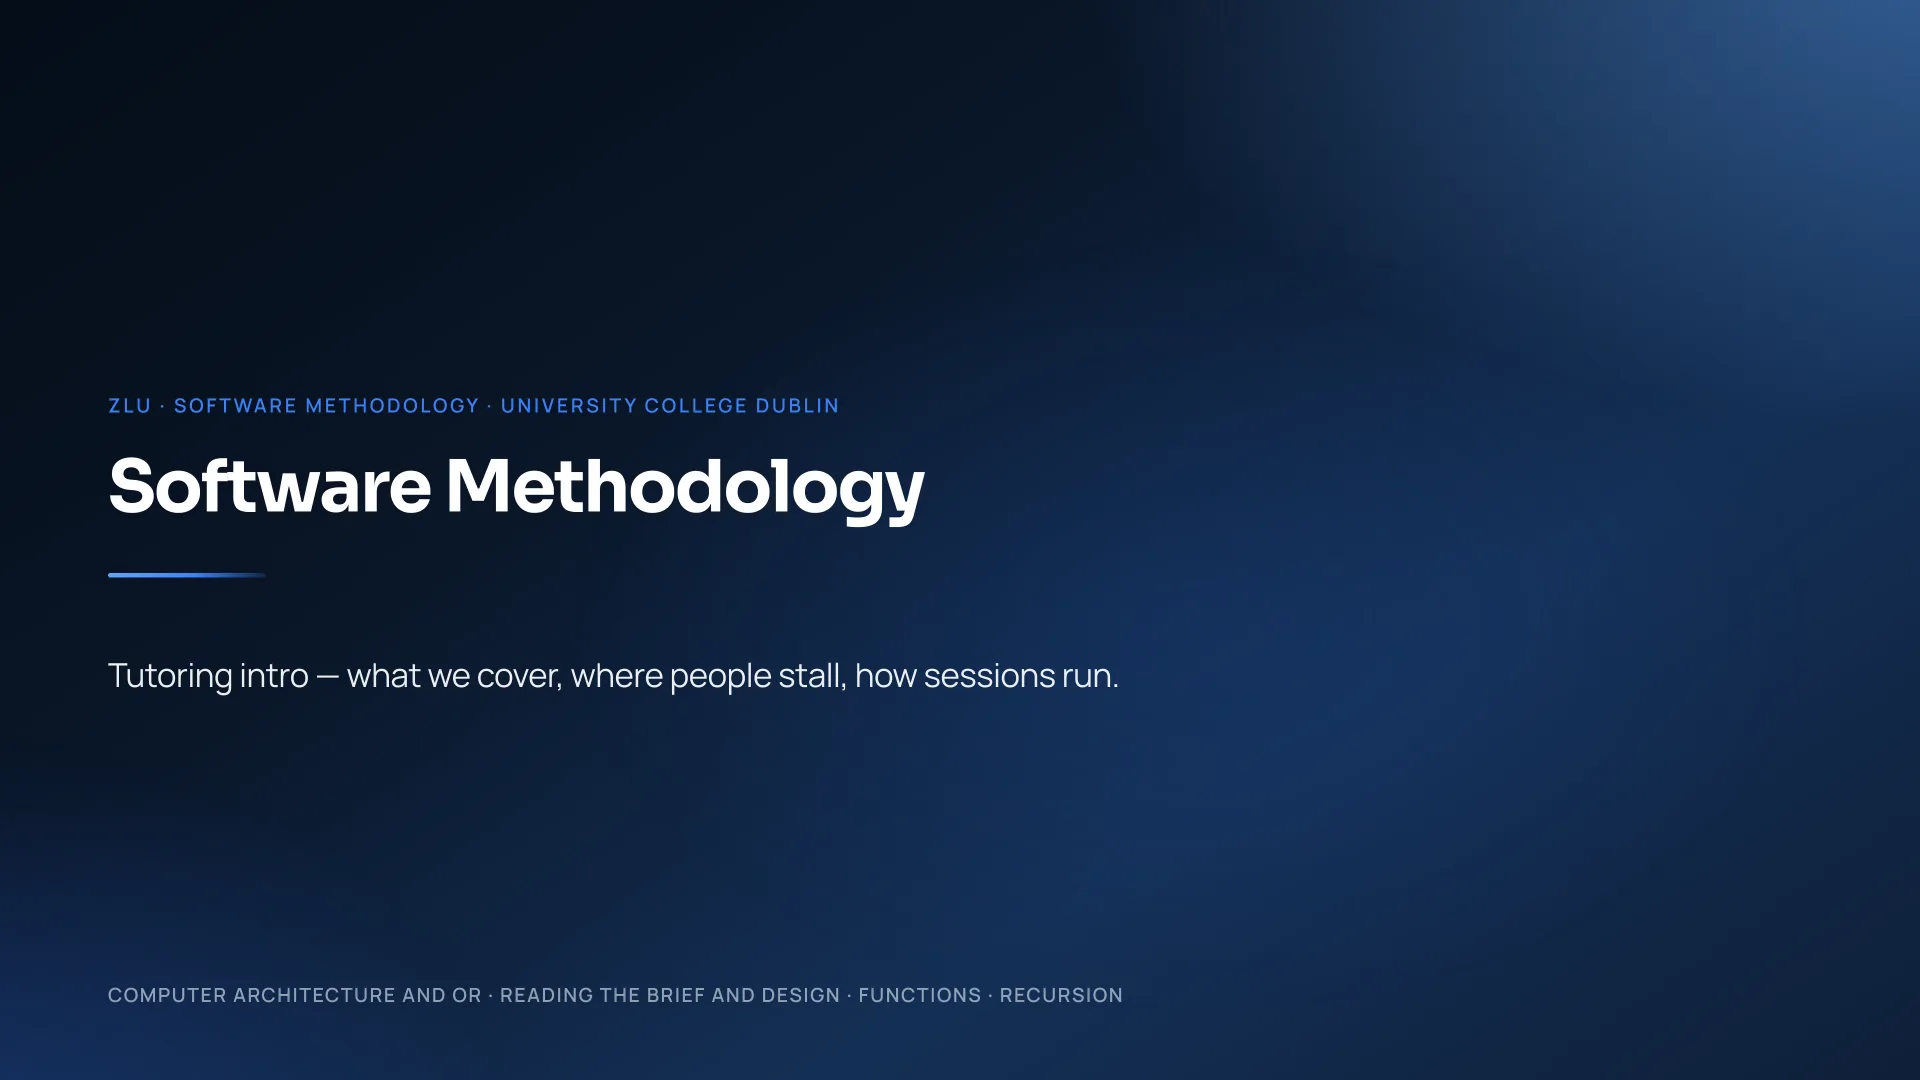 ZLU · SOFTWARE METHODOLOGY · UNIVERSITY COLLEGE DUBLIN
Software Methodology
Tutoring intro — what we cover, where people stall, how sessions run.
COMPUTER ARCHITECTURE AND OR · READING THE BRIEF AND DESIGN · FUNCTIONS · RECURSION